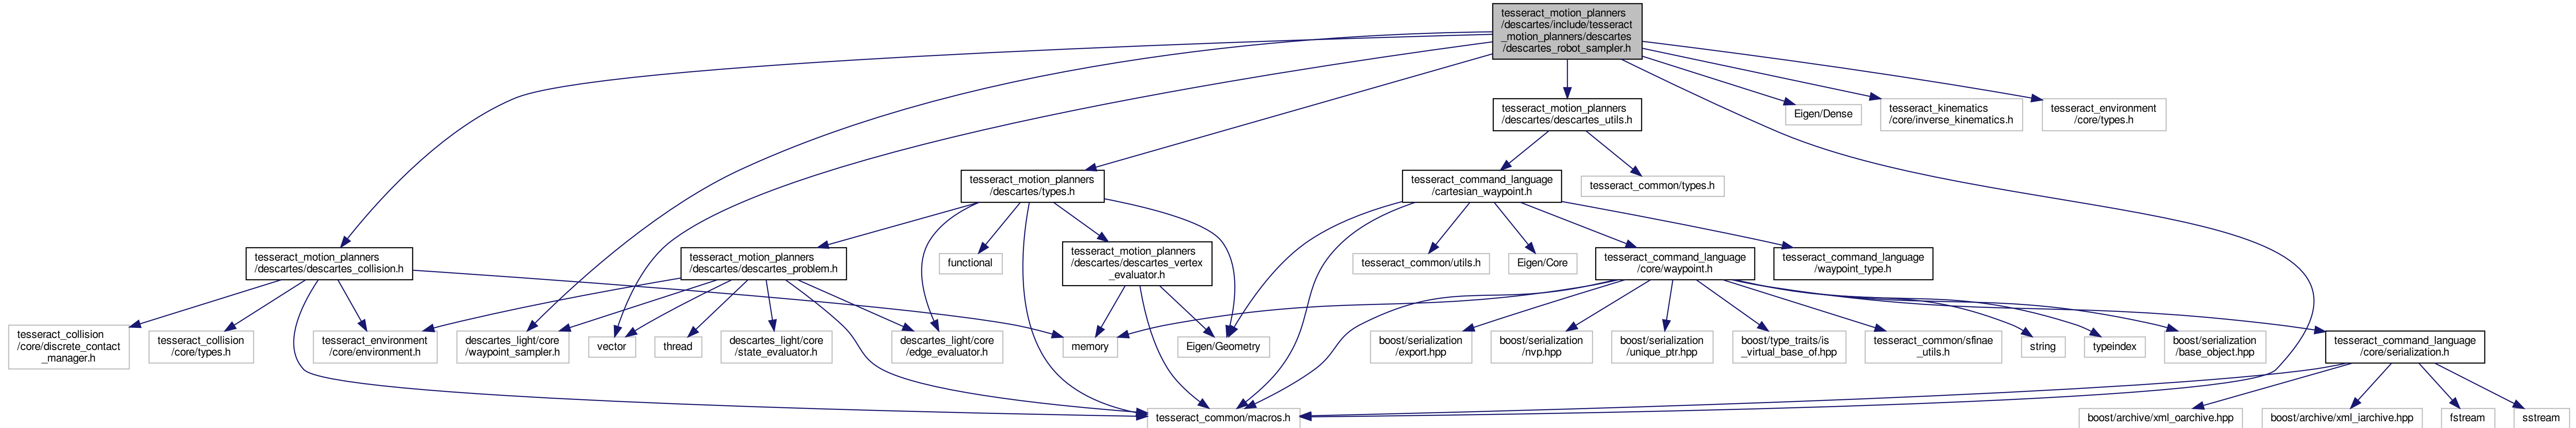 tesseract_motion_planners
/descartes/include/tesseract
_motion_planners/descartes
/descartes_robot_sampler.h
tesseract_motion_planners
/descartes/descartes_utils.h
Eigen/Dense
tesseract_kinematics
/core/inverse_kinematics.h
tesseract_environment
/core/types.h
tesseract_motion_planners
/descartes/types.h
tesseract_command_language
/cartesian_waypoint.h
tesseract_common/types.h
tesseract_motion_planners
/descartes/descartes_collision.h
tesseract_motion_planners
/descartes/descartes_problem.h
functional
tesseract_motion_planners
/descartes/descartes_vertex
_evaluator.h
tesseract_common/utils.h
Eigen/Core
tesseract_command_language
/core/waypoint.h
tesseract_command_language
/waypoint_type.h
tesseract_collision
/core/discrete_contact
_manager.h
tesseract_collision
/core/types.h
tesseract_environment
/core/environment.h
descartes_light/core
/waypoint_sampler.h
vector
thread
descartes_light/core
/state_evaluator.h
descartes_light/core
/edge_evaluator.h
memory
Eigen/Geometry
boost/serialization
/export.hpp
boost/serialization
/nvp.hpp
boost/serialization
/unique_ptr.hpp
boost/type_traits/is
_virtual_base_of.hpp
tesseract_common/sfinae
_utils.h
string
typeindex
boost/serialization
/base_object.hpp
tesseract_command_language
/core/serialization.h
tesseract_common/macros.h
boost/archive/xml_oarchive.hpp
boost/archive/xml_iarchive.hpp
fstream
sstream